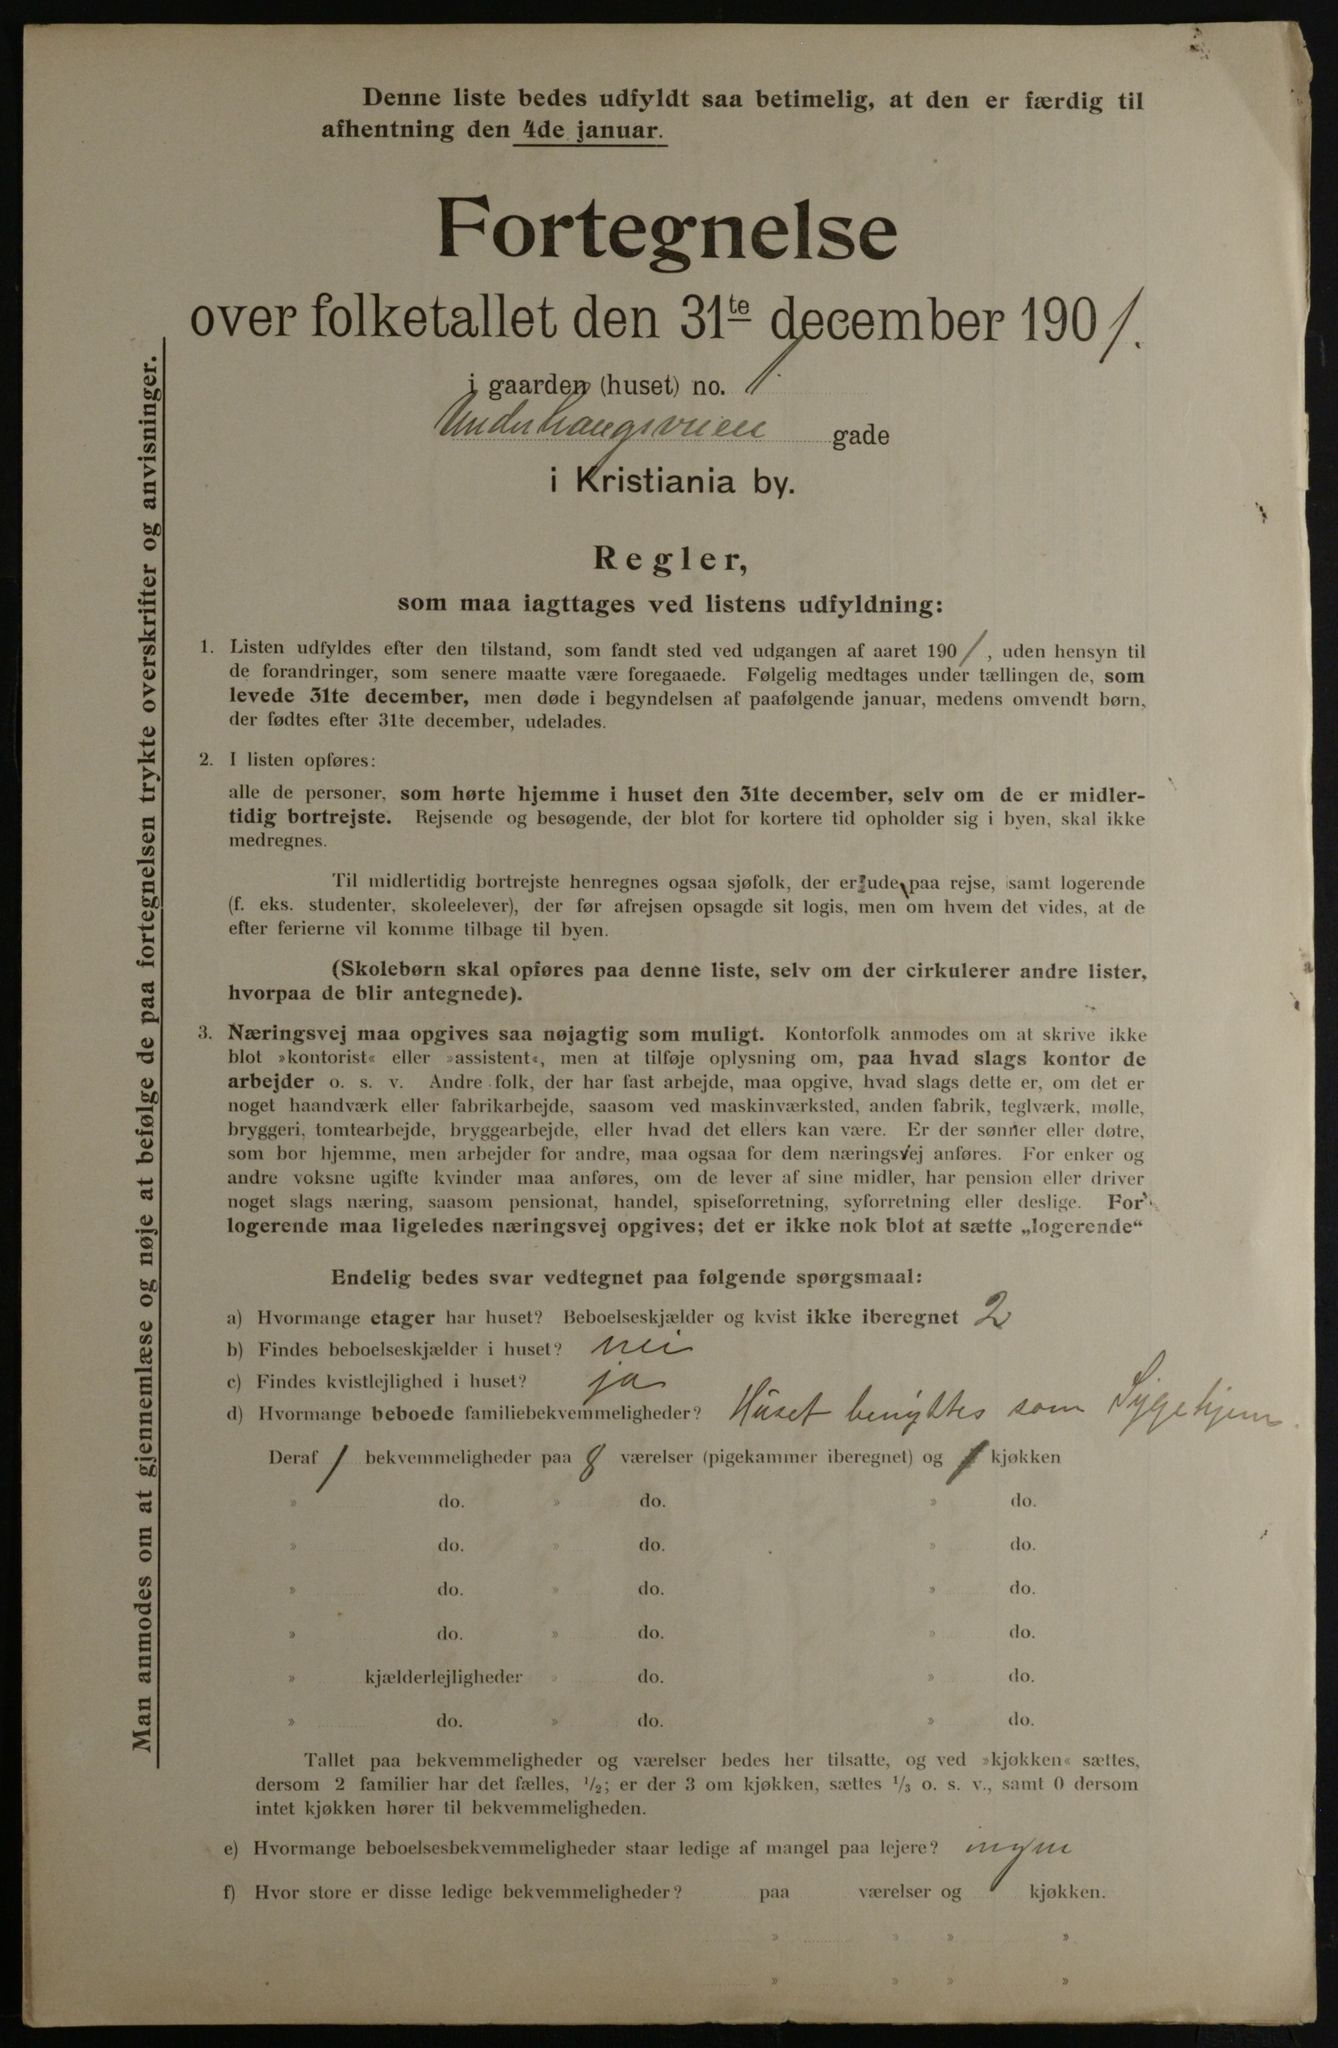 Denne liste bedes udfyldt saa betimelig, at den er færdig til
afhentning den 4de januar.
Fortegnelse
over folketallet den 31te december 1901.
i gaarden (huset) no. 1.
Underhaugsveien gade
i Kristiania by.
Regler,
som maa iagttages ved listens udfyldning:
1. Listen udfyldes efter den tilstand, som fandt sted ved udgangen af aaret 1901, uden hensyn til
de forandringer, som senere maatte være foregaaede. Følgelig medtages under tællingen de, som
levede 31te december, men døde i begyndelsen af paafølgende januar, medens omvendt børn,
der fødtes efter 31te december, udelades.
2. I listen opføres:
alle de personer, som hørte hjemme i huset den 31te december, selv om de er midler-
tidig bortrejste. Rejsende og besøgende, der blot for kortere tid opholder sig i byen, skal ikke
medregnes.
Til midlertidig bortrejste henregnes ogsaa sjøfolk, der er ude paa rejse, samt logerende
(f. eks. studenter, skoleelever), der før afrejsen opsagde sit logis, men om hvem det vides, at de
efter ferierne vil komme tilbage til byen.
(Skolebørn skal opføres paa denne liste, selv om der cirkulerer andre lister,
hvorpaa de blir antegnede).
3. Næringsvej maa opgives saa nøjagtig som muligt. Kontorfolk anmodes om at skrive ikke
blot »kontorist« eller »assistent«, men at tilføje oplysning om, paa hvad slags kontor de
arbejder o. s. v. Andre folk, der har fast arbejde, maa opgive, hvad slags dette er, om det er
noget haandværk eller fabrikarbejde, saasom ved maskinværksted, anden fabrik, teglværk, mølle,
bryggeri, tomtearbejde, bryggearbejde, eller hvad det ellers kan være. Er der sønner eller døtre,
som bor hjemme, men arbejder for andre, maa ogsaa for dem næringsvej anføres. For enker og
andre voksne ugifte kvinder maa anføres, om de lever af sine midler, har pension eller driver
noget slags næring, saasom pensionat, handel, spiseforretning, syforretning eller deslige. For
logerende maa ligeledes næringsvej opgives; det er ikke nok blot at sætte „logerende“
Endelig bedes svar vedtegnet paa følgende spørgsmaal:
a) Hvormange etager har huset? Beboelseskjælder og kvist ikke iberegnet 2
b) Findes beboelseskjælder i huset? nei
c) Findes kvistlejlighed i huset? ja
d) Hvormange beboede familiebekvemmeligheder? Huset benyttes som Sygehjem.
Deraf 1 bekvemmeligheder paa 8 værelser (pigekammer iberegnet) og 1 kjøkken
» do. » do. » do.
» do. » do. » do.
» do. » do. » do.
» do. » do. » do.
» kjælderlejligheder » do. » do.
» do. » do. » do.
Tallet paa bekvemmeligheder og værelser bedes her tilsatte, og ved »kjøkken« sættes,
dersom 2 familier har det fælles, 1/2; er der 3 om kjøkken, sættes 1/3 o. s. v., samt 0 dersom
intet kjøkken hører til bekvemmeligheden.
e) Hvormange beboelsesbekvemmeligheder staar ledige af mangel paa lejere? ingen
f) Hvor store er disse ledige bekvemmeligheder? paa værelser og kjøkken.
» » » »
» » » »
Man anmodes om at gjennemlæse og nøje at befølge de paa fortegnelsen trykte overskrifter og anvisninger.